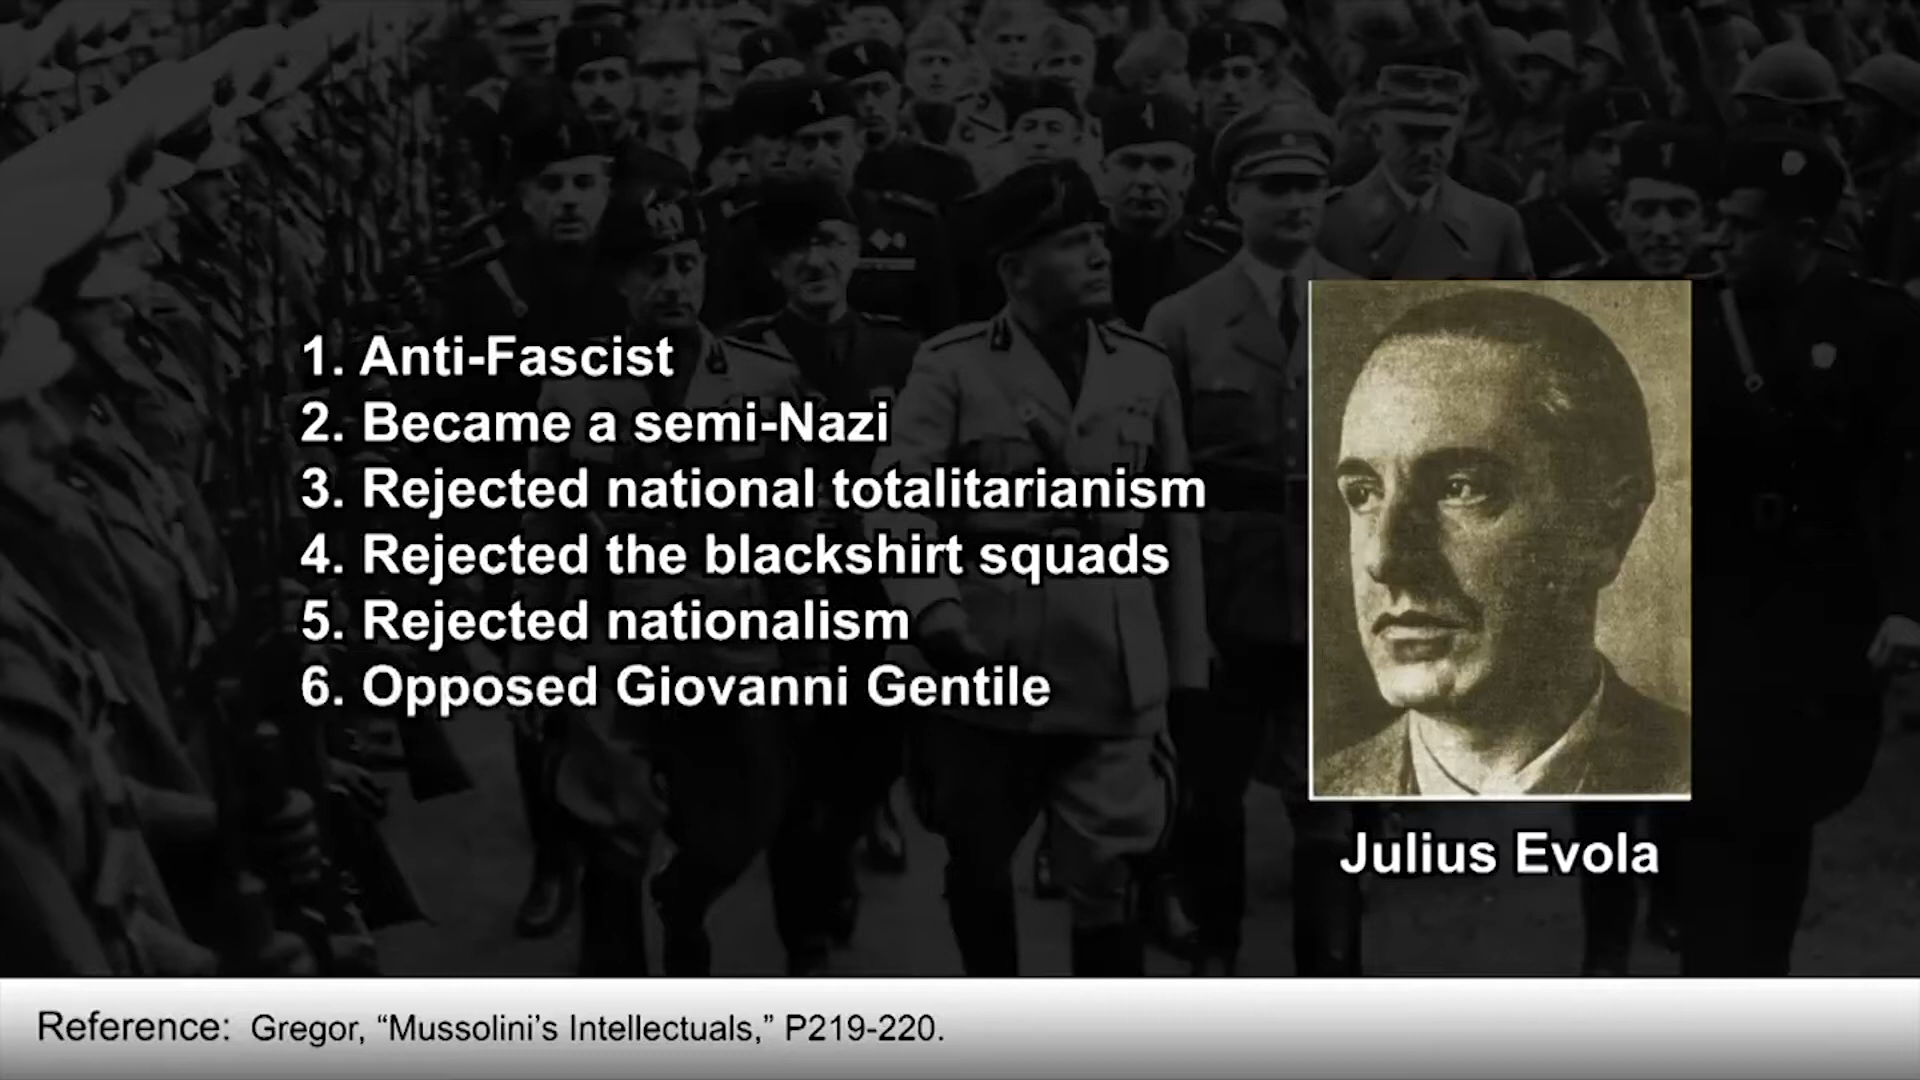 1. Anti-Fascist
2. Became a semi-Nazi
3. Rejected national totalitarianism
4. Rejected the blackshirt squads
5. Rejected nationalism
6. Opposed Giovanni Gentile
Julius Evola
Reference: Gregor, “Mussolini’s Intellectuals,” P219-220.